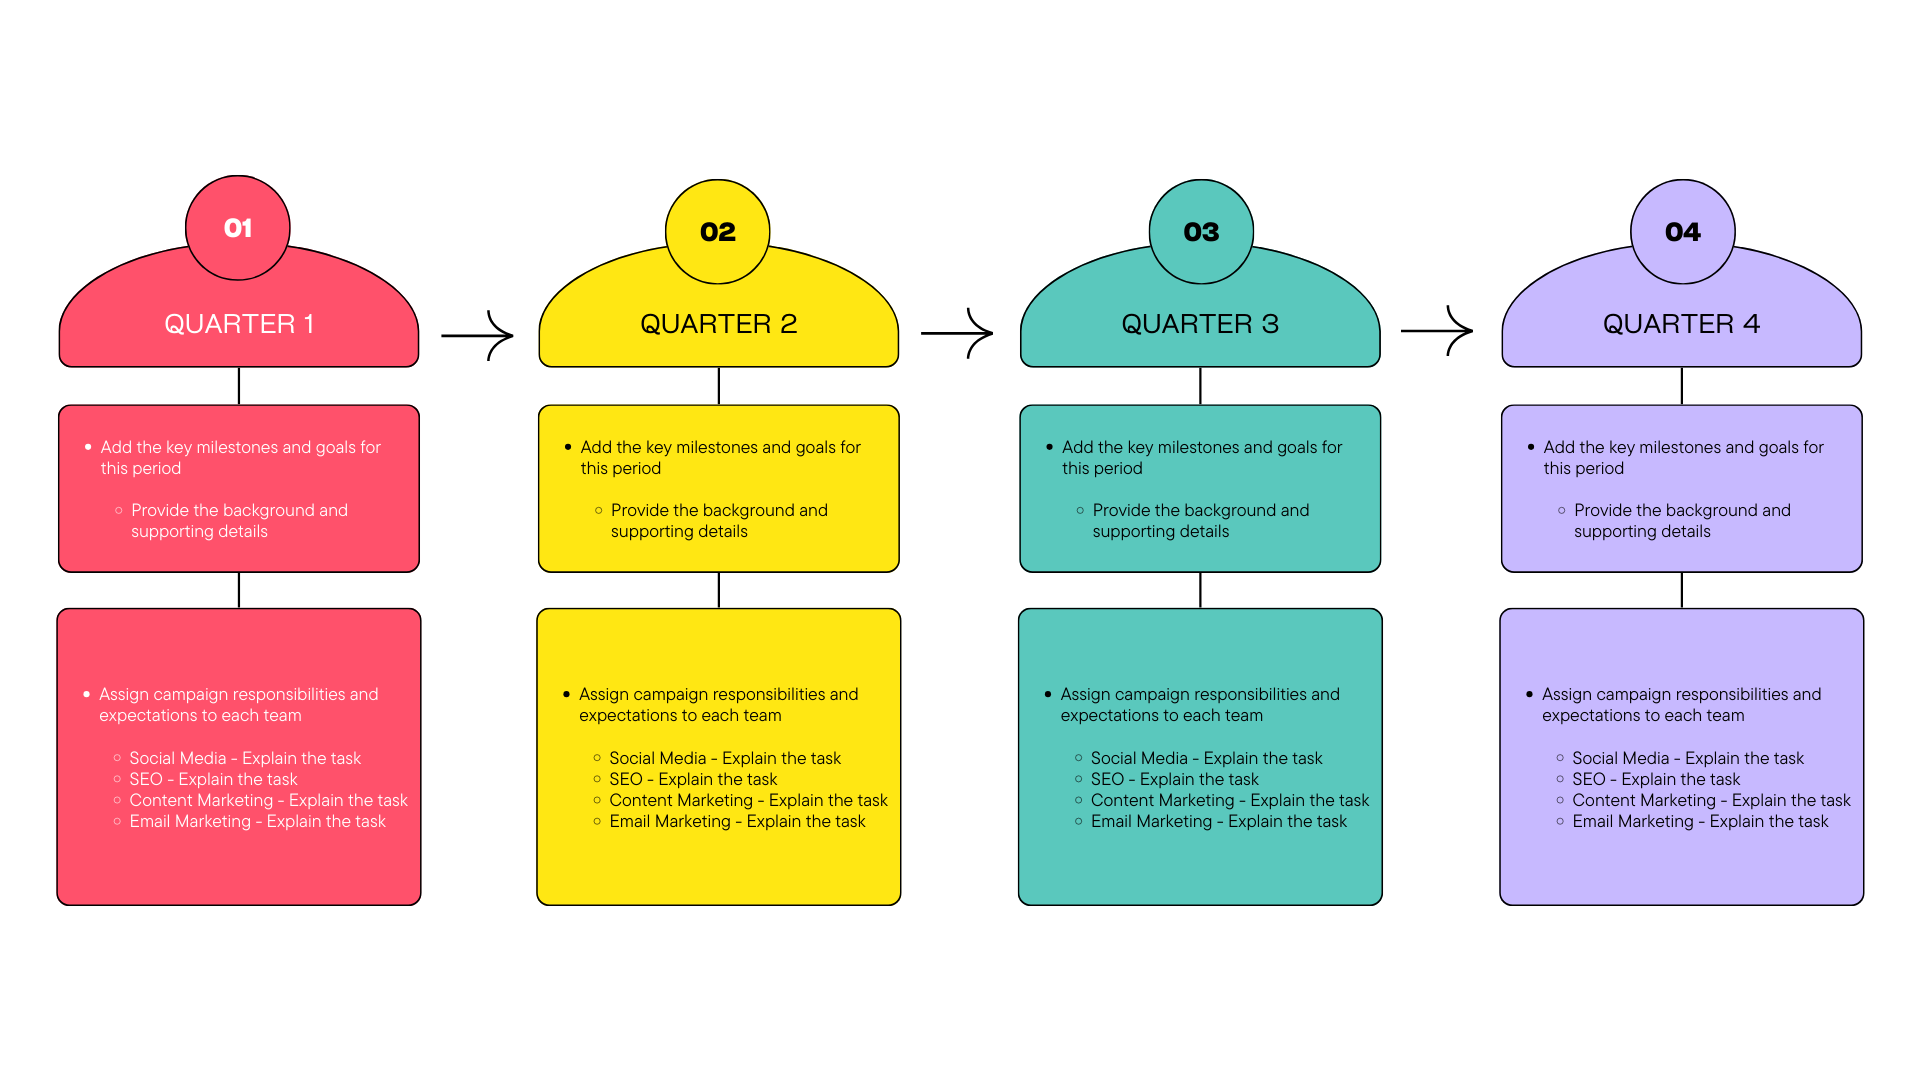 01
QUARTER 1
• Add the key milestones and goals for
this period
◦ Provide the background and
supporting details
• Assign campaign responsibilities and
expectations to each team
◦ Social Media - Explain the task
◦ SEO - Explain the task
◦ Content Marketing - Explain the task
◦ Email Marketing - Explain the task
02
QUARTER 2
• Add the key milestones and goals for
this period
◦ Provide the background and
supporting details
• Assign campaign responsibilities and
expectations to each team
◦ Social Media - Explain the task
◦ SEO - Explain the task
◦ Content Marketing - Explain the task
◦ Email Marketing - Explain the task
03
QUARTER 3
• Add the key milestones and goals for
this period
◦ Provide the background and
supporting details
• Assign campaign responsibilities and
expectations to each team
◦ Social Media - Explain the task
◦ SEO - Explain the task
◦ Content Marketing - Explain the task
◦ Email Marketing - Explain the task
04
QUARTER 4
• Add the key milestones and goals for
this period
◦ Provide the background and
supporting details
• Assign campaign responsibilities and
expectations to each team
◦ Social Media - Explain the task
◦ SEO - Explain the task
◦ Content Marketing - Explain the task
◦ Email Marketing - Explain the task